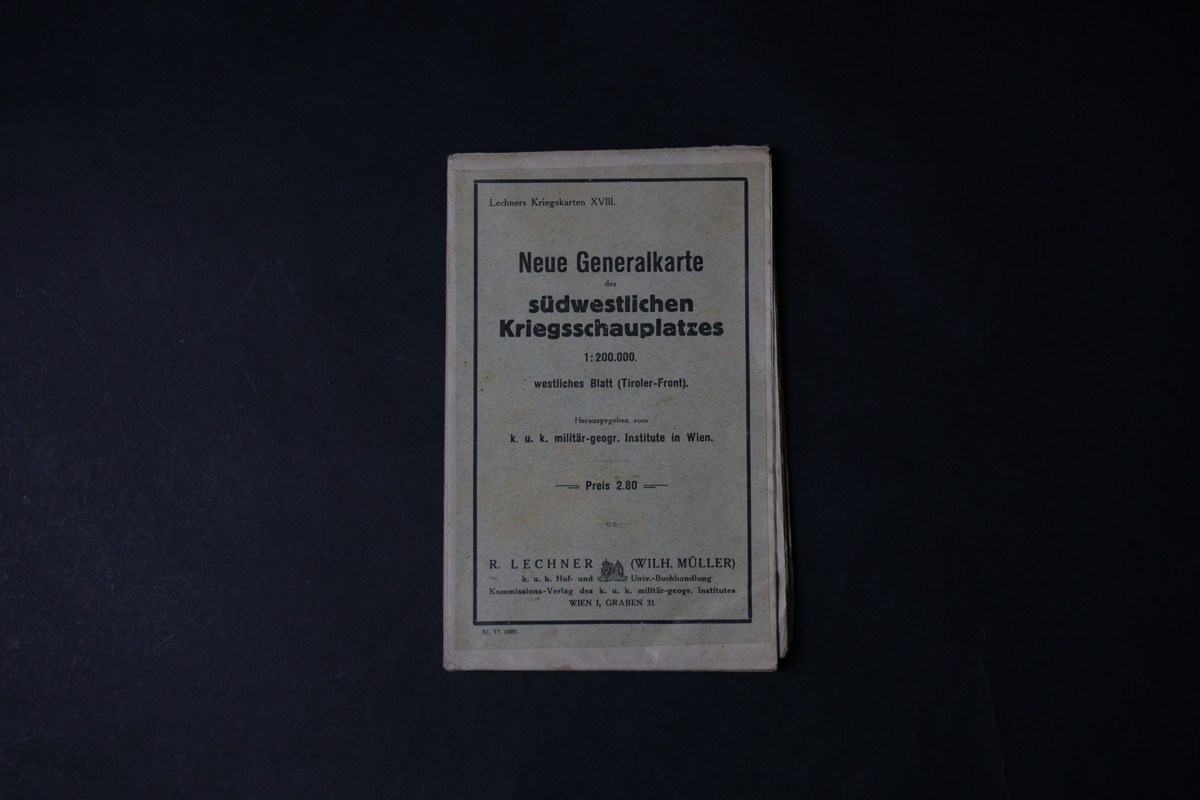 Lechners Kriegskarten XVIII.
Neue Generalkarte
des
südwestlichen
Kriegsschauplatzes
1:200.000.
westliches Blatt (Tiroler-Front).
Herausgegeben vom
k. u. k. militär-geogr. Institute in Wien.
Preis 2.80
R. LECHNER (WILH. MÜLLER)
k. u. k. Hof- und Univ.-Buchhandlung
Kommissions-Verlag des k. u. k. militär-geogr. Institutes
WIEN I, GRABEN 31